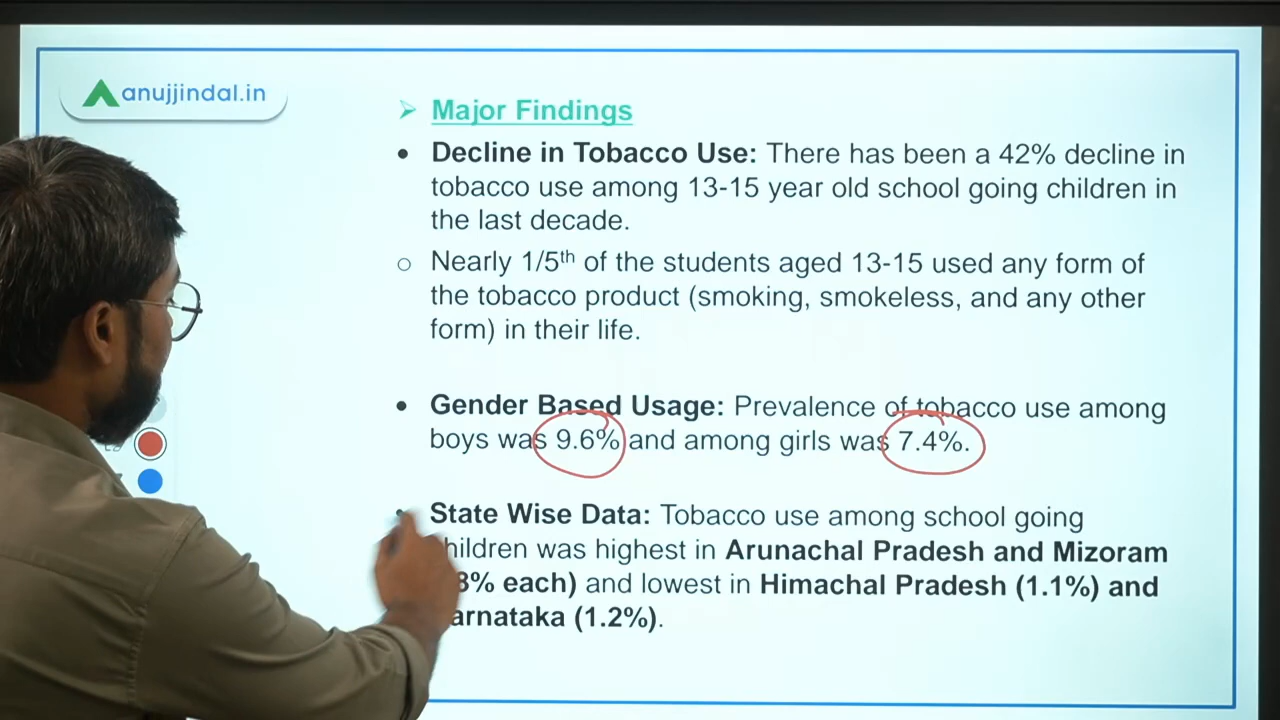 anujjindal.in
➢ Major Findings
• Decline in Tobacco Use: There has been a 42% decline in
tobacco use among 13-15 year old school going children in
the last decade.
○ Nearly 1/5th of the students aged 13-15 used any form of
the tobacco product (smoking, smokeless, and any other
form) in their life.
• Gender Based Usage: Prevalence of tobacco use among
boys was 9.6% and among girls was 7.4%.
• State Wise Data: Tobacco use among school going
hildren was highest in Arunachal Pradesh and Mizoram
8% each) and lowest in Himachal Pradesh (1.1%) and
arnataka (1.2%).